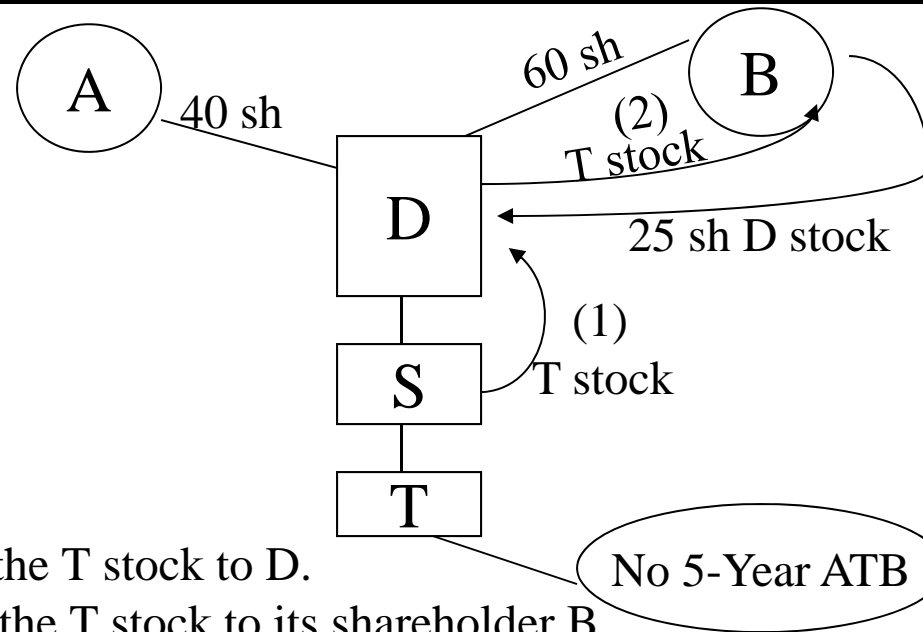 A
40 sh
60 sh
B
(2)
T stock
D
25 sh D stock
(1)
T stock
S
T
No 5-Year ATB
the T stock to D.
the T stock to its shareholder B